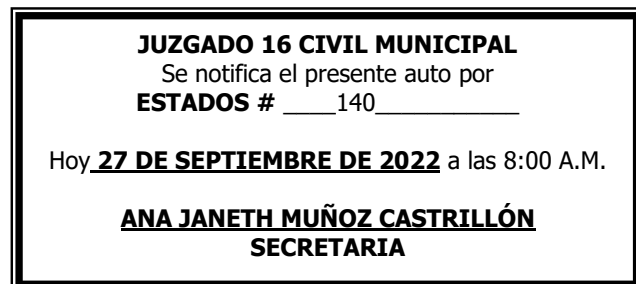 JUZGADO 16 CIVIL MUNICIPAL
Se notifica el presente auto por
ESTADOS # ____140___________
Hoy 27 DE SEPTIEMBRE DE 2022 a las 8:00 A.M.
ANA JANETH MUÑOZ CASTRILLÓN
SECRETARIA